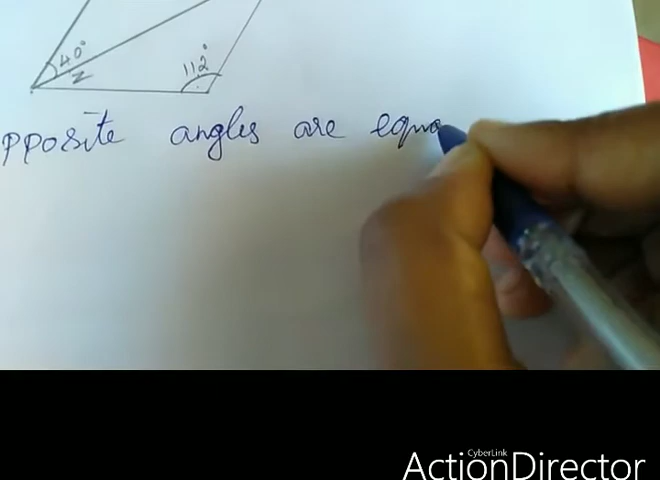 40°
z
112°
pposite angles are equa
CyberLink
ActionDirector